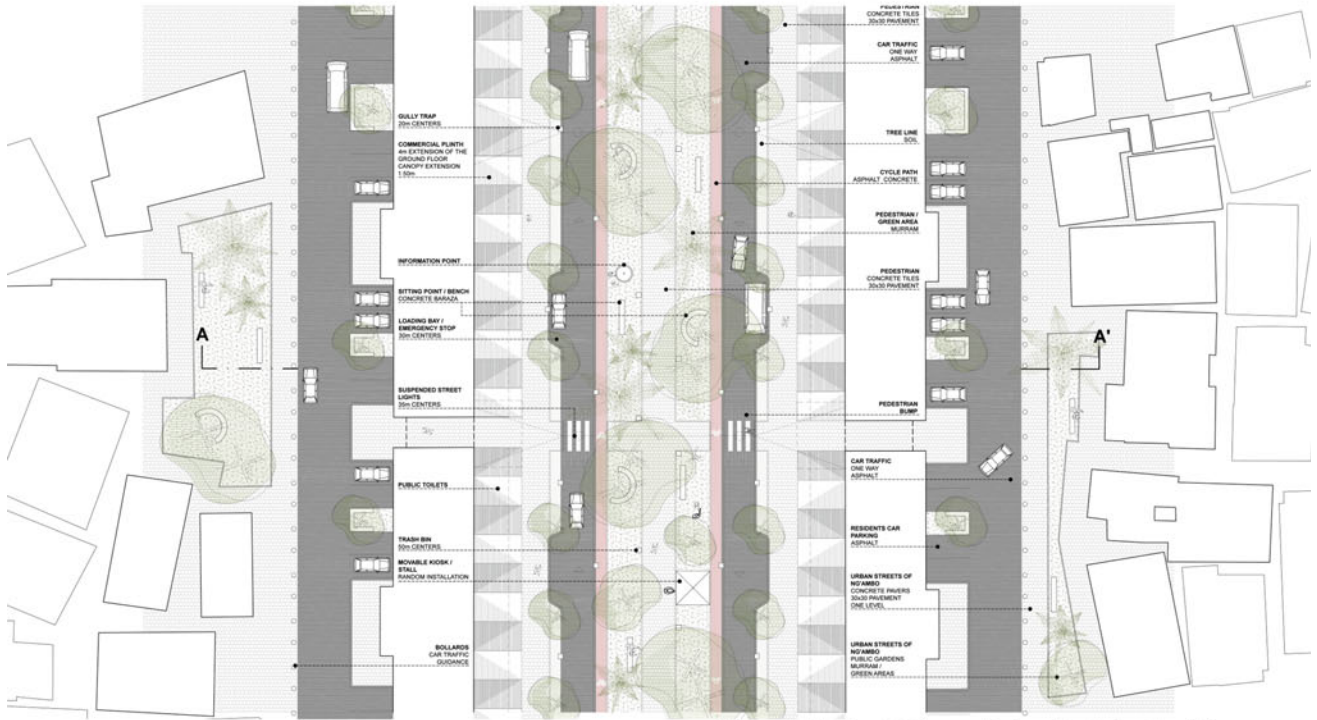 GULLY TRAP
20m CENTERS
COMMERCIAL PLINTH
4m EXTENSION OF THE
GROUND FLOOR
CANOPY EXTENSION
1·50m
INFORMATION POINT
SITTING POINT / BENCH
CONCRETE BARAZA
LOADING BAY /
EMERGENCY STOP
30m CENTERS
A
SUSPENDED STREET
LIGHTS
35m CENTERS
PUBLIC TOILETS
TRASH BIN
50m CENTERS
MOVABLE KIOSK /
STALL
RANDOM INSTALLATION
BOLLARDS
CAR TRAFFIC
GUIDANCE
PEDESTRIAN
CONCRETE TILES
30x30 PAVEMENT
CAR TRAFFIC
ONE WAY
ASPHALT
TREE LINE
SOIL
CYCLE PATH
ASPHALT CONCRETE
PEDESTRIAN /
GREEN AREA
MURRAM
PEDESTRIAN
CONCRETE TILES
30x30 PAVEMENT
A'
PEDESTRIAN
BUMP
CAR TRAFFIC
ONE WAY
ASPHALT
RESIDENTS CAR
PARKING
ASPHALT
URBAN STREETS OF
NG'AMBO
CONCRETE PAVERS
30x30 PAVEMENT
ONE LEVEL
URBAN STREETS OF
NG'AMBO
PUBLIC GARDENS
MURRAM /
GREEN AREAS